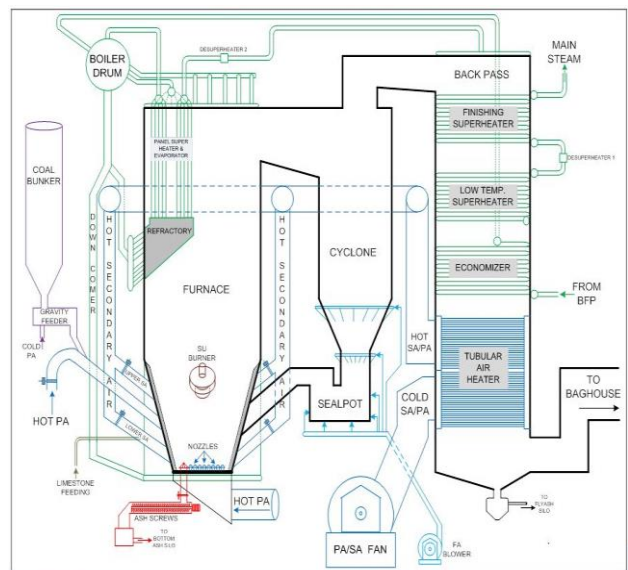 BOILER
DRUM
DESUPERHEATER 2
MAIN
STEAM
BACK PASS
FINISHING
SUPERHEATER
DESUPERHEATER 1
PANEL SUPER
HEATER &
EVAPORATOR
COAL
BUNKER
LOW TEMP.
SUPERHEATER
DOWN COMER
HOT SECONDARY AIR
REFRACTORY
HOT SECONDARY AIR
CYCLONE
ECONOMIZER
FROM
BFP
FURNACE
GRAVITY
FEEDER
COLD
PA
SU
BURNER
HOT
SA/PA
TUBULAR
AIR
HEATER
UPPER SA
HOT PA
SEALPOT
COLD
SA/PA
TO
BAGHOUSE
LOWER SA
NOZZLES
LIMESTONE
FEEDING
HOT PA
ASH SCREWS
TO
BOTTOM
ASH SILO
PA/SA FAN
FA
BLOWER
TO
FLYASH
SILO